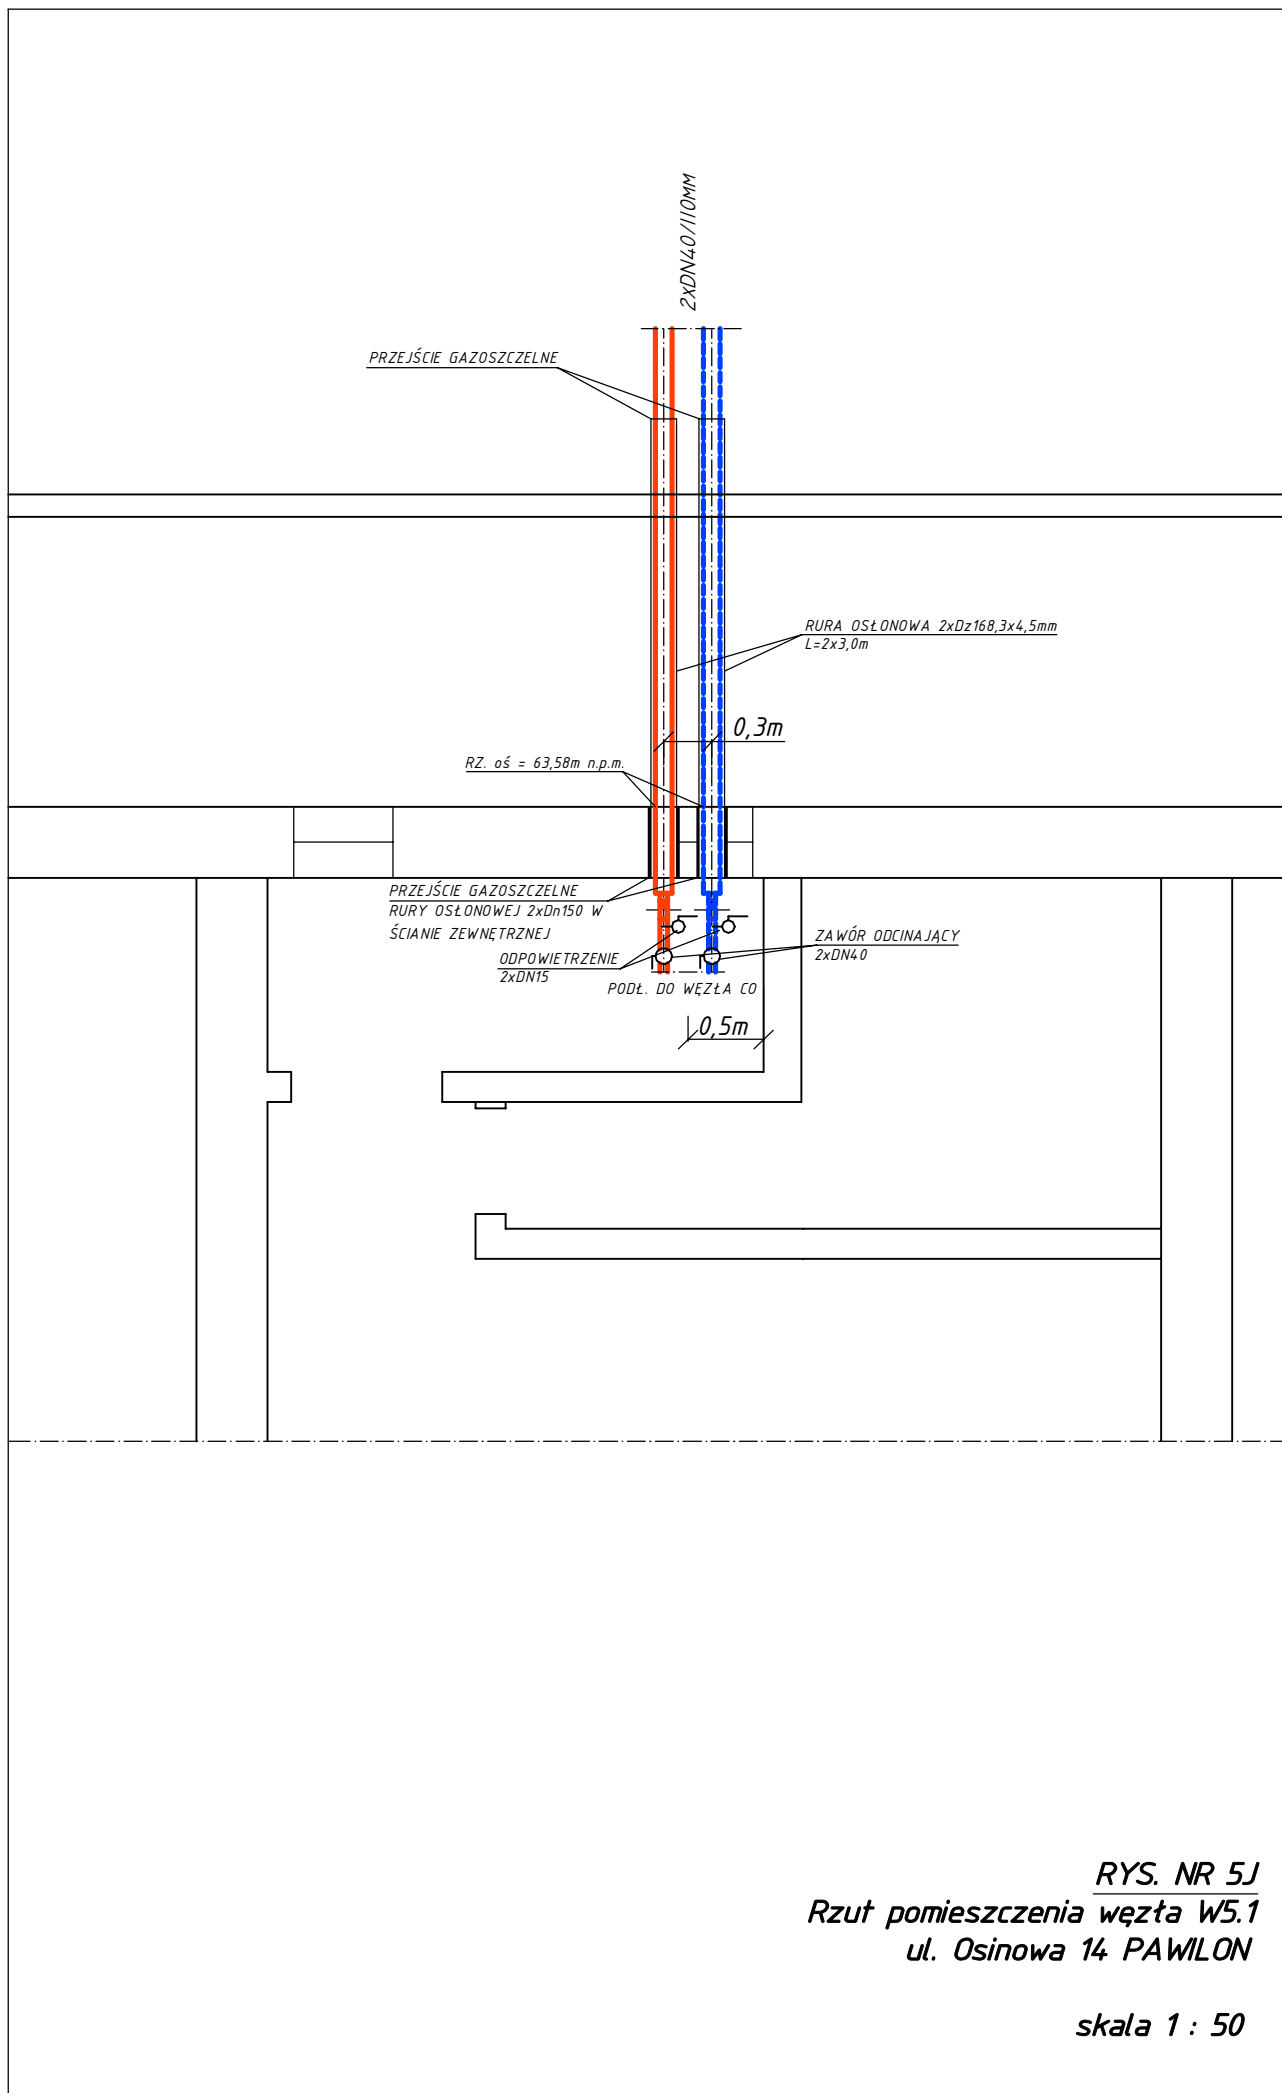 2xDN40/110MM
PRZEJŚCIE GAZOSZCZELNE
RURA OSŁONOWA 2xDz168,3x4,5mm
L=2x3,0m
0,3m
RZ. oś = 63,58m n.p.m.
PRZEJŚCIE GAZOSZCZELNE
RURY OSŁONOWEJ 2xDn150 W
ŚCIANIE ZEWNĘTRZNEJ
ZAWÓR ODCINAJĄCY
2xDN40
ODPOWIETRZENIE
2xDN15
PODŁ. DO WĘZŁA CO
0,5m
RYS. NR 5J
Rzut pomieszczenia węzła W5.1
ul. Osinowa 14 PAWILON
skala 1 : 50